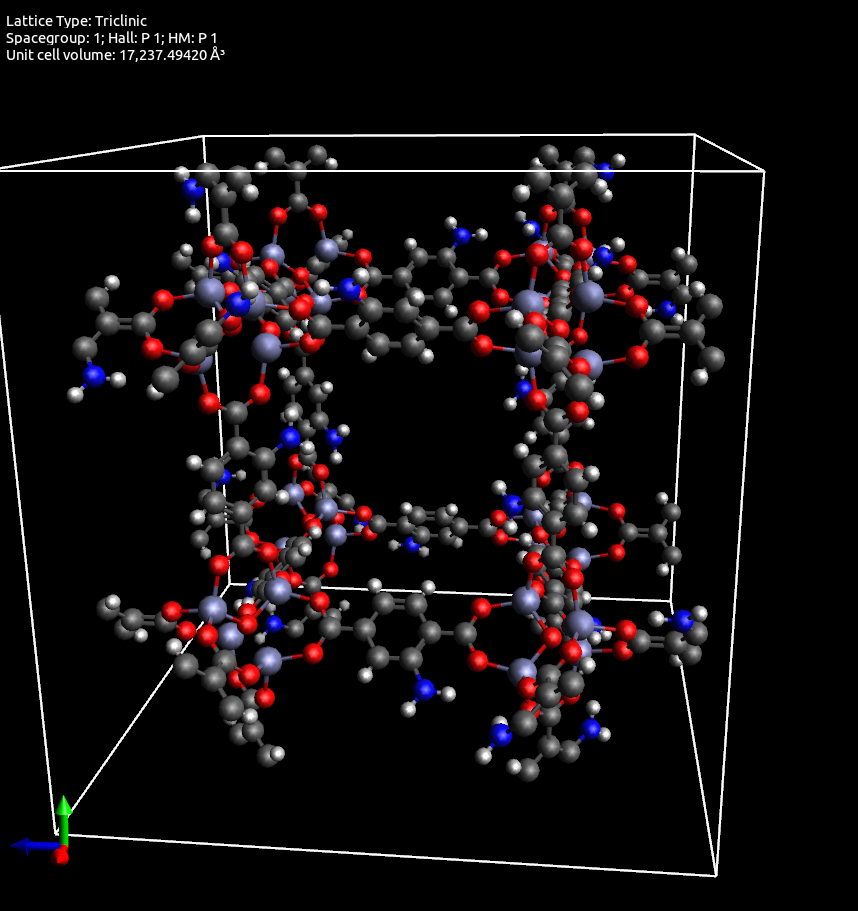 Lattice Type: Triclinic
Spacegroup: 1; Hall: P 1; HM: P 1
Unit cell volume: 17,237.49420 Å³